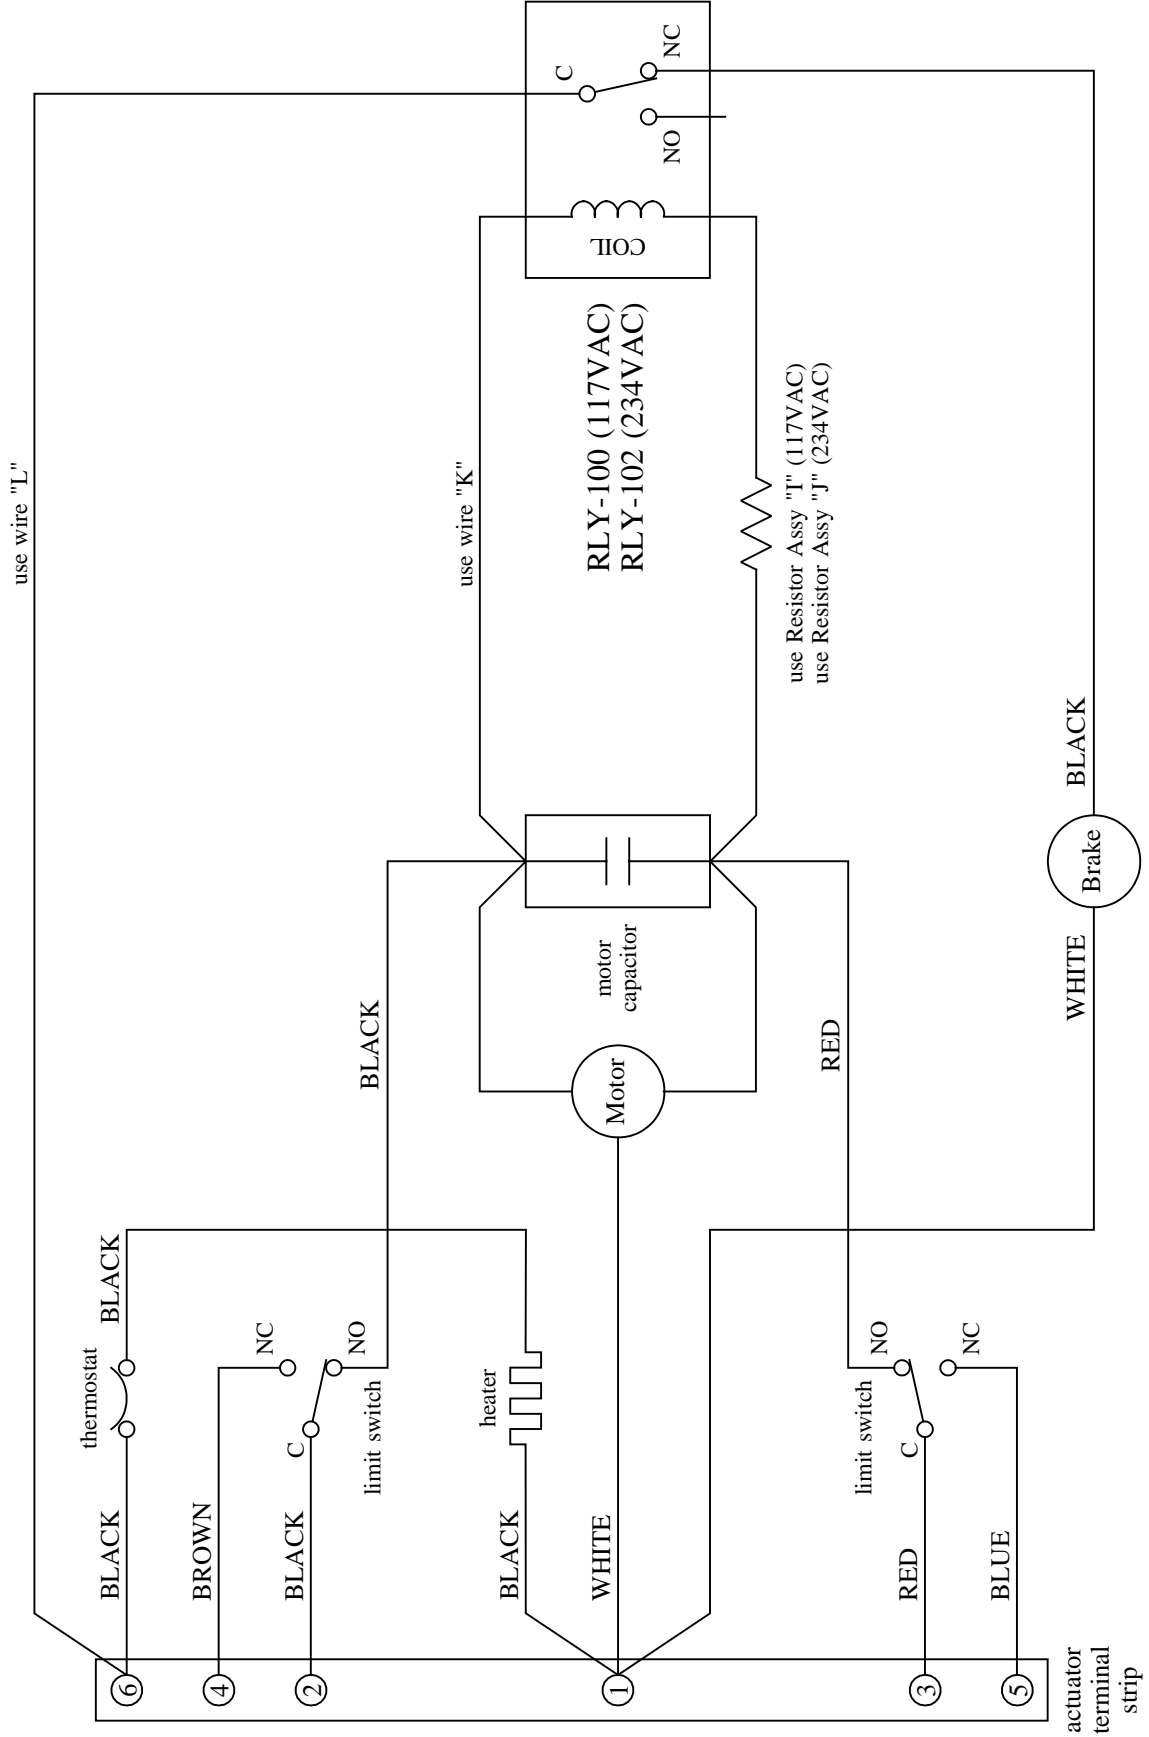 use wire "L"
thermostat
6
BLACK
BLACK
4
BROWN
NC
2
BLACK
C
NO
limit switch
BLACK
use wire "K"
heater
BLACK
C
RLY-100 (117VAC)
RLY-102 (234VAC)
COIL
1
WHITE
Motor
motor
capacitor
NO
NC
use Resistor Assy "I" (117VAC)
use Resistor Assy "J" (234VAC)
RED
limit switch
NO
3
RED
C
NC
5
BLUE
WHITE
Brake
BLACK
actuator
terminal
strip